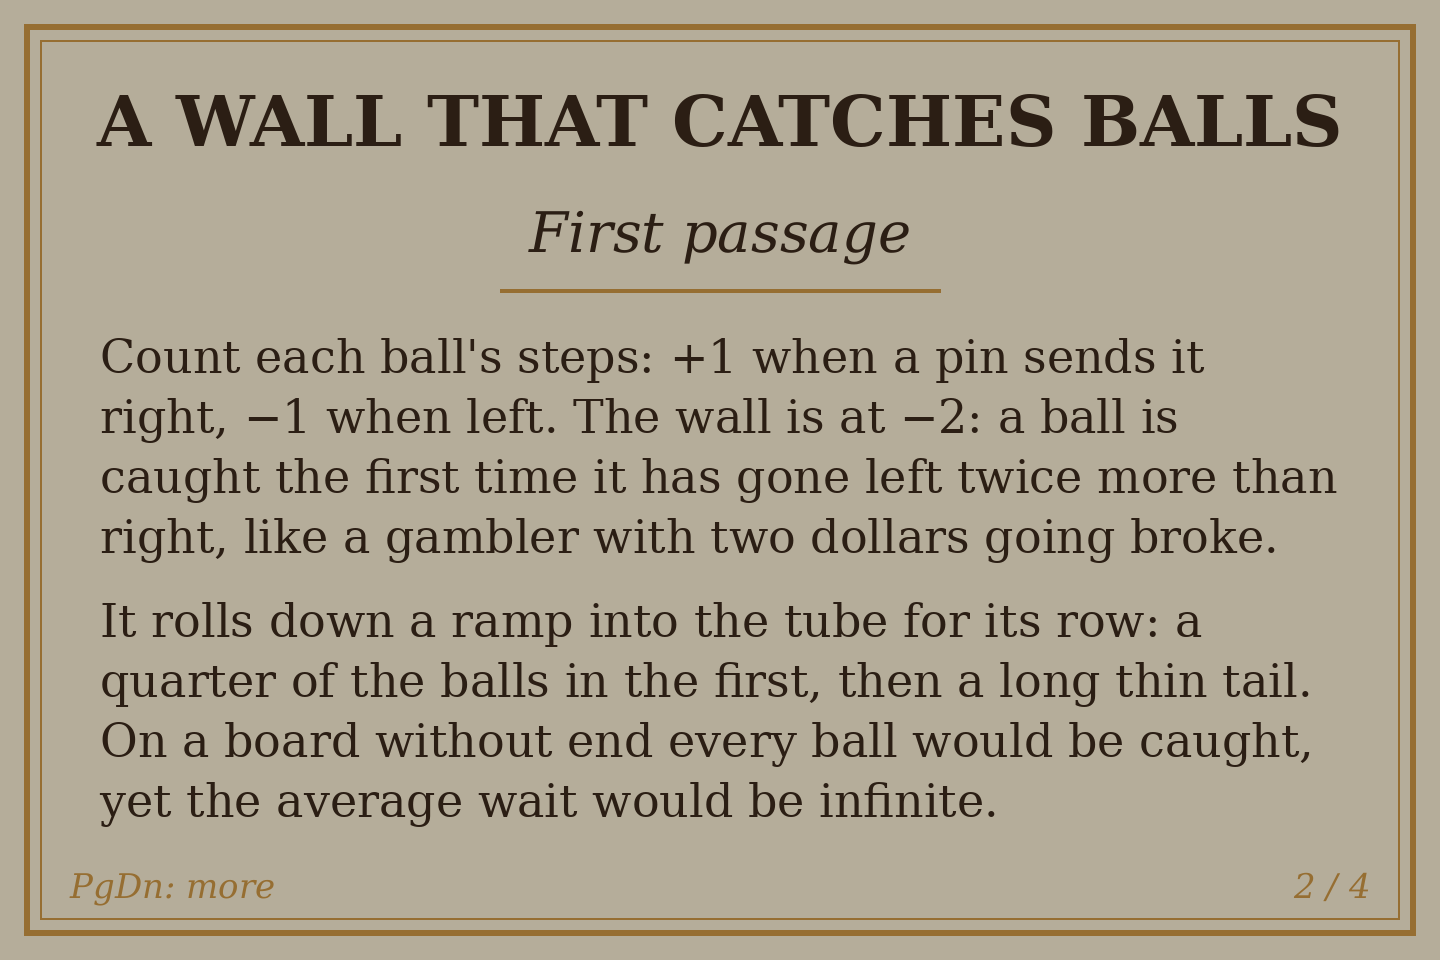 A WALL THAT CATCHES BALLS
First passage
Count each ball's steps: +1 when a pin sends it
right, −1 when left. The wall is at −2: a ball is
caught the first time it has gone left twice more than
right, like a gambler with two dollars going broke.
It rolls down a ramp into the tube for its row: a
quarter of the balls in the first, then a long thin tail.
On a board without end every ball would be caught,
yet the average wait would be infinite.
PgDn: more
2 / 4